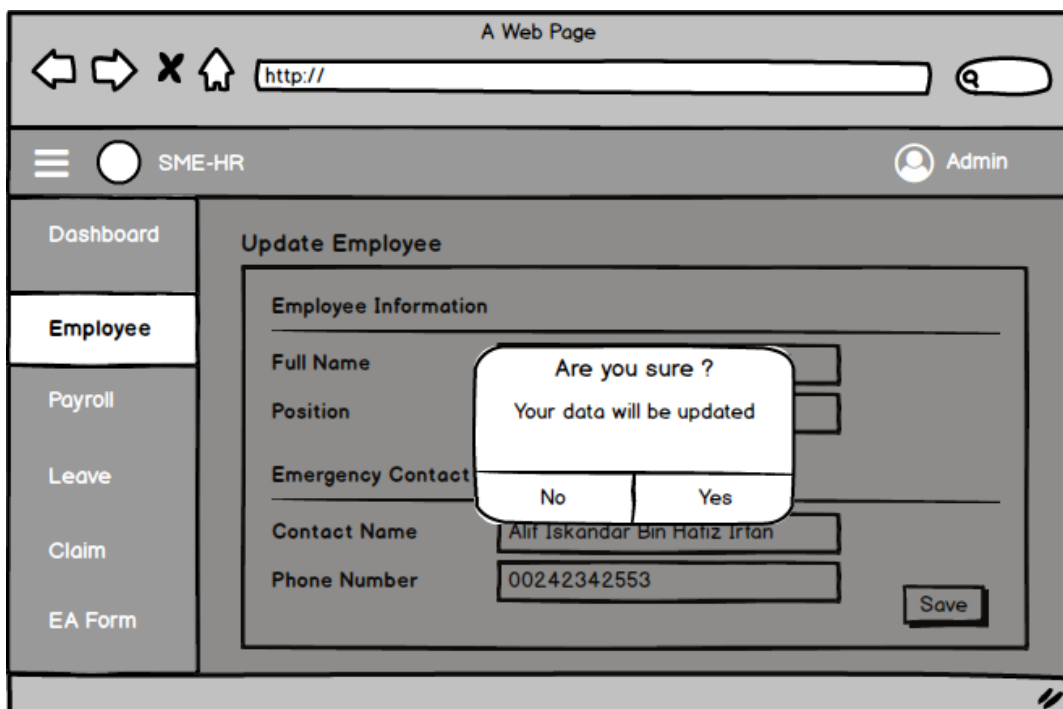 A Web Page
http://
SME-HR
Admin
Dashboard
Employee
Payroll
Leave
Claim
EA Form
Update Employee
Employee Information
Full Name
Position
Emergency Contact
Contact Name
Alif Iskandar Bin Hafiz Irfan
Phone Number
00242342553
Save
Are you sure ?
Your data will be updated
No
Yes